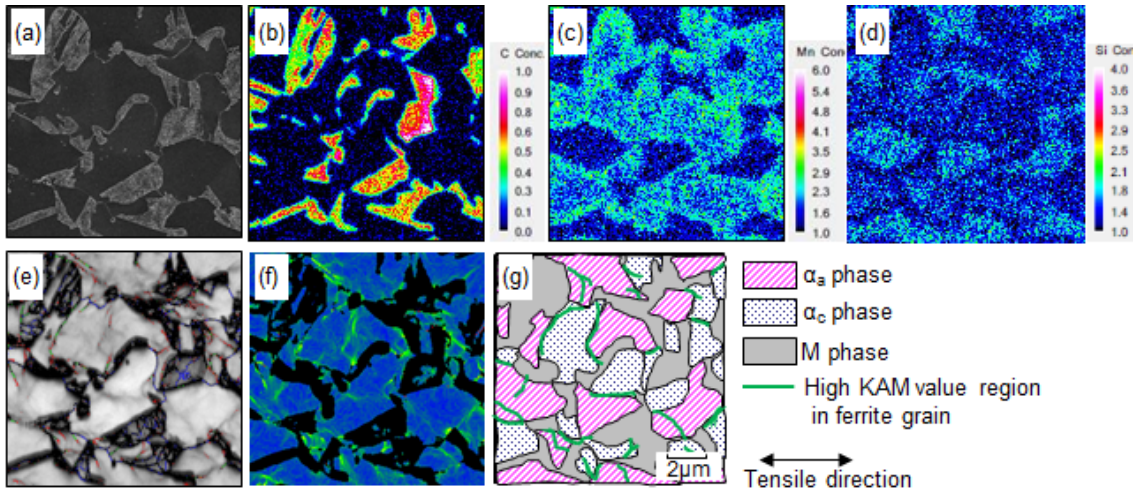 (a)
(b)
C Conc.
1.0
0.9
0.8
0.7
0.6
0.5
0.4
0.3
0.2
0.1
0.0
(c)
Mn Conc
6.0
5.4
4.8
4.1
3.5
2.9
2.3
1.6
1.0
(d)
Si Con
4.0
3.6
3.3
2.9
2.5
2.1
1.8
1.4
1.0
(e)
(f)
(g)
2μm
αa phase
αc phase
M phase
High KAM value region
in ferrite grain
Tensile direction